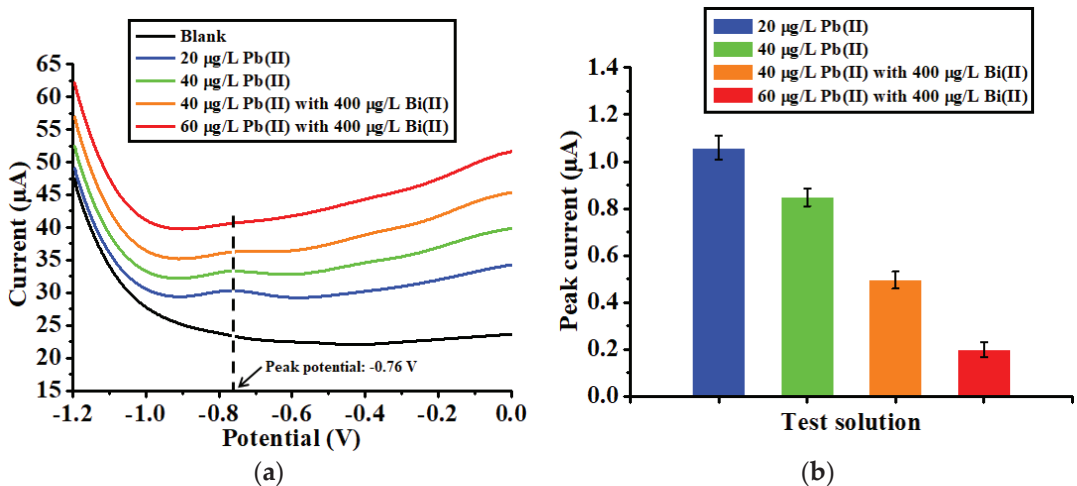 Blank
20 µg/L Pb(II)
40 µg/L Pb(II)
40 µg/L Pb(II) with 400 µg/L Bi(II)
60 µg/L Pb(II) with 400 µg/L Bi(II)
65
60
55
50
45
40
35
30
25
20
15
Current (µA)
Peak potential: -0.76 V
-1.2 -1.0 -0.8 -0.6 -0.4 -0.2 0.0
Potential (V)
(a)
20 µg/L Pb(II)
40 µg/L Pb(II)
40 µg/L Pb(II) with 400 µg/L Bi(II)
60 µg/L Pb(II) with 400 µg/L Bi(II)
1.4
1.2
1.0
0.8
0.6
0.4
0.2
0.0
Peak current (µA)
Test solution
(b)